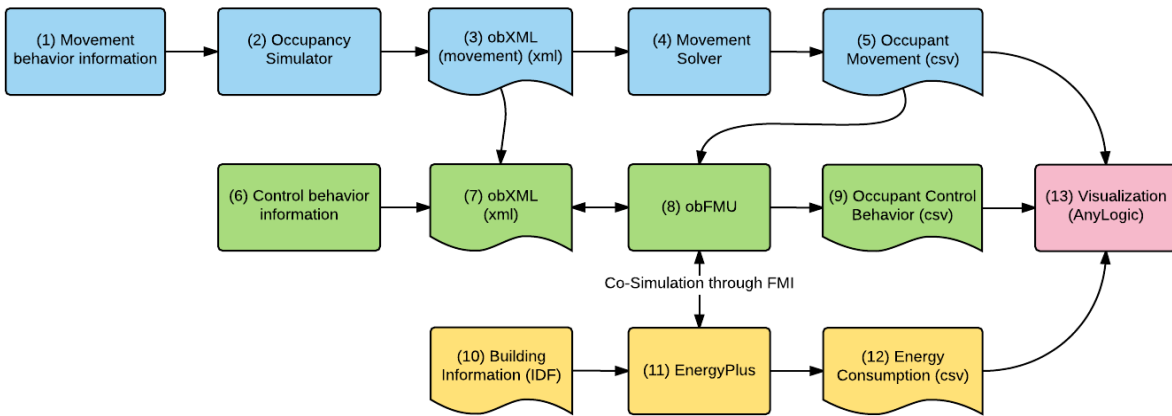 (1) Movement
behavior information
(2) Occupancy
Simulator
(3) obXML
(movement) (xml)
(4) Movement
Solver
(5) Occupant
Movement (csv)
(6) Control behavior
information
(7) obXML
(xml)
(8) obFMU
(9) Occupant Control
Behavior (csv)
(13) Visualization
(AnyLogic)
Co-Simulation through FMI
(10) Building
Information (IDF)
(11) EnergyPlus
(12) Energy
Consumption (csv)